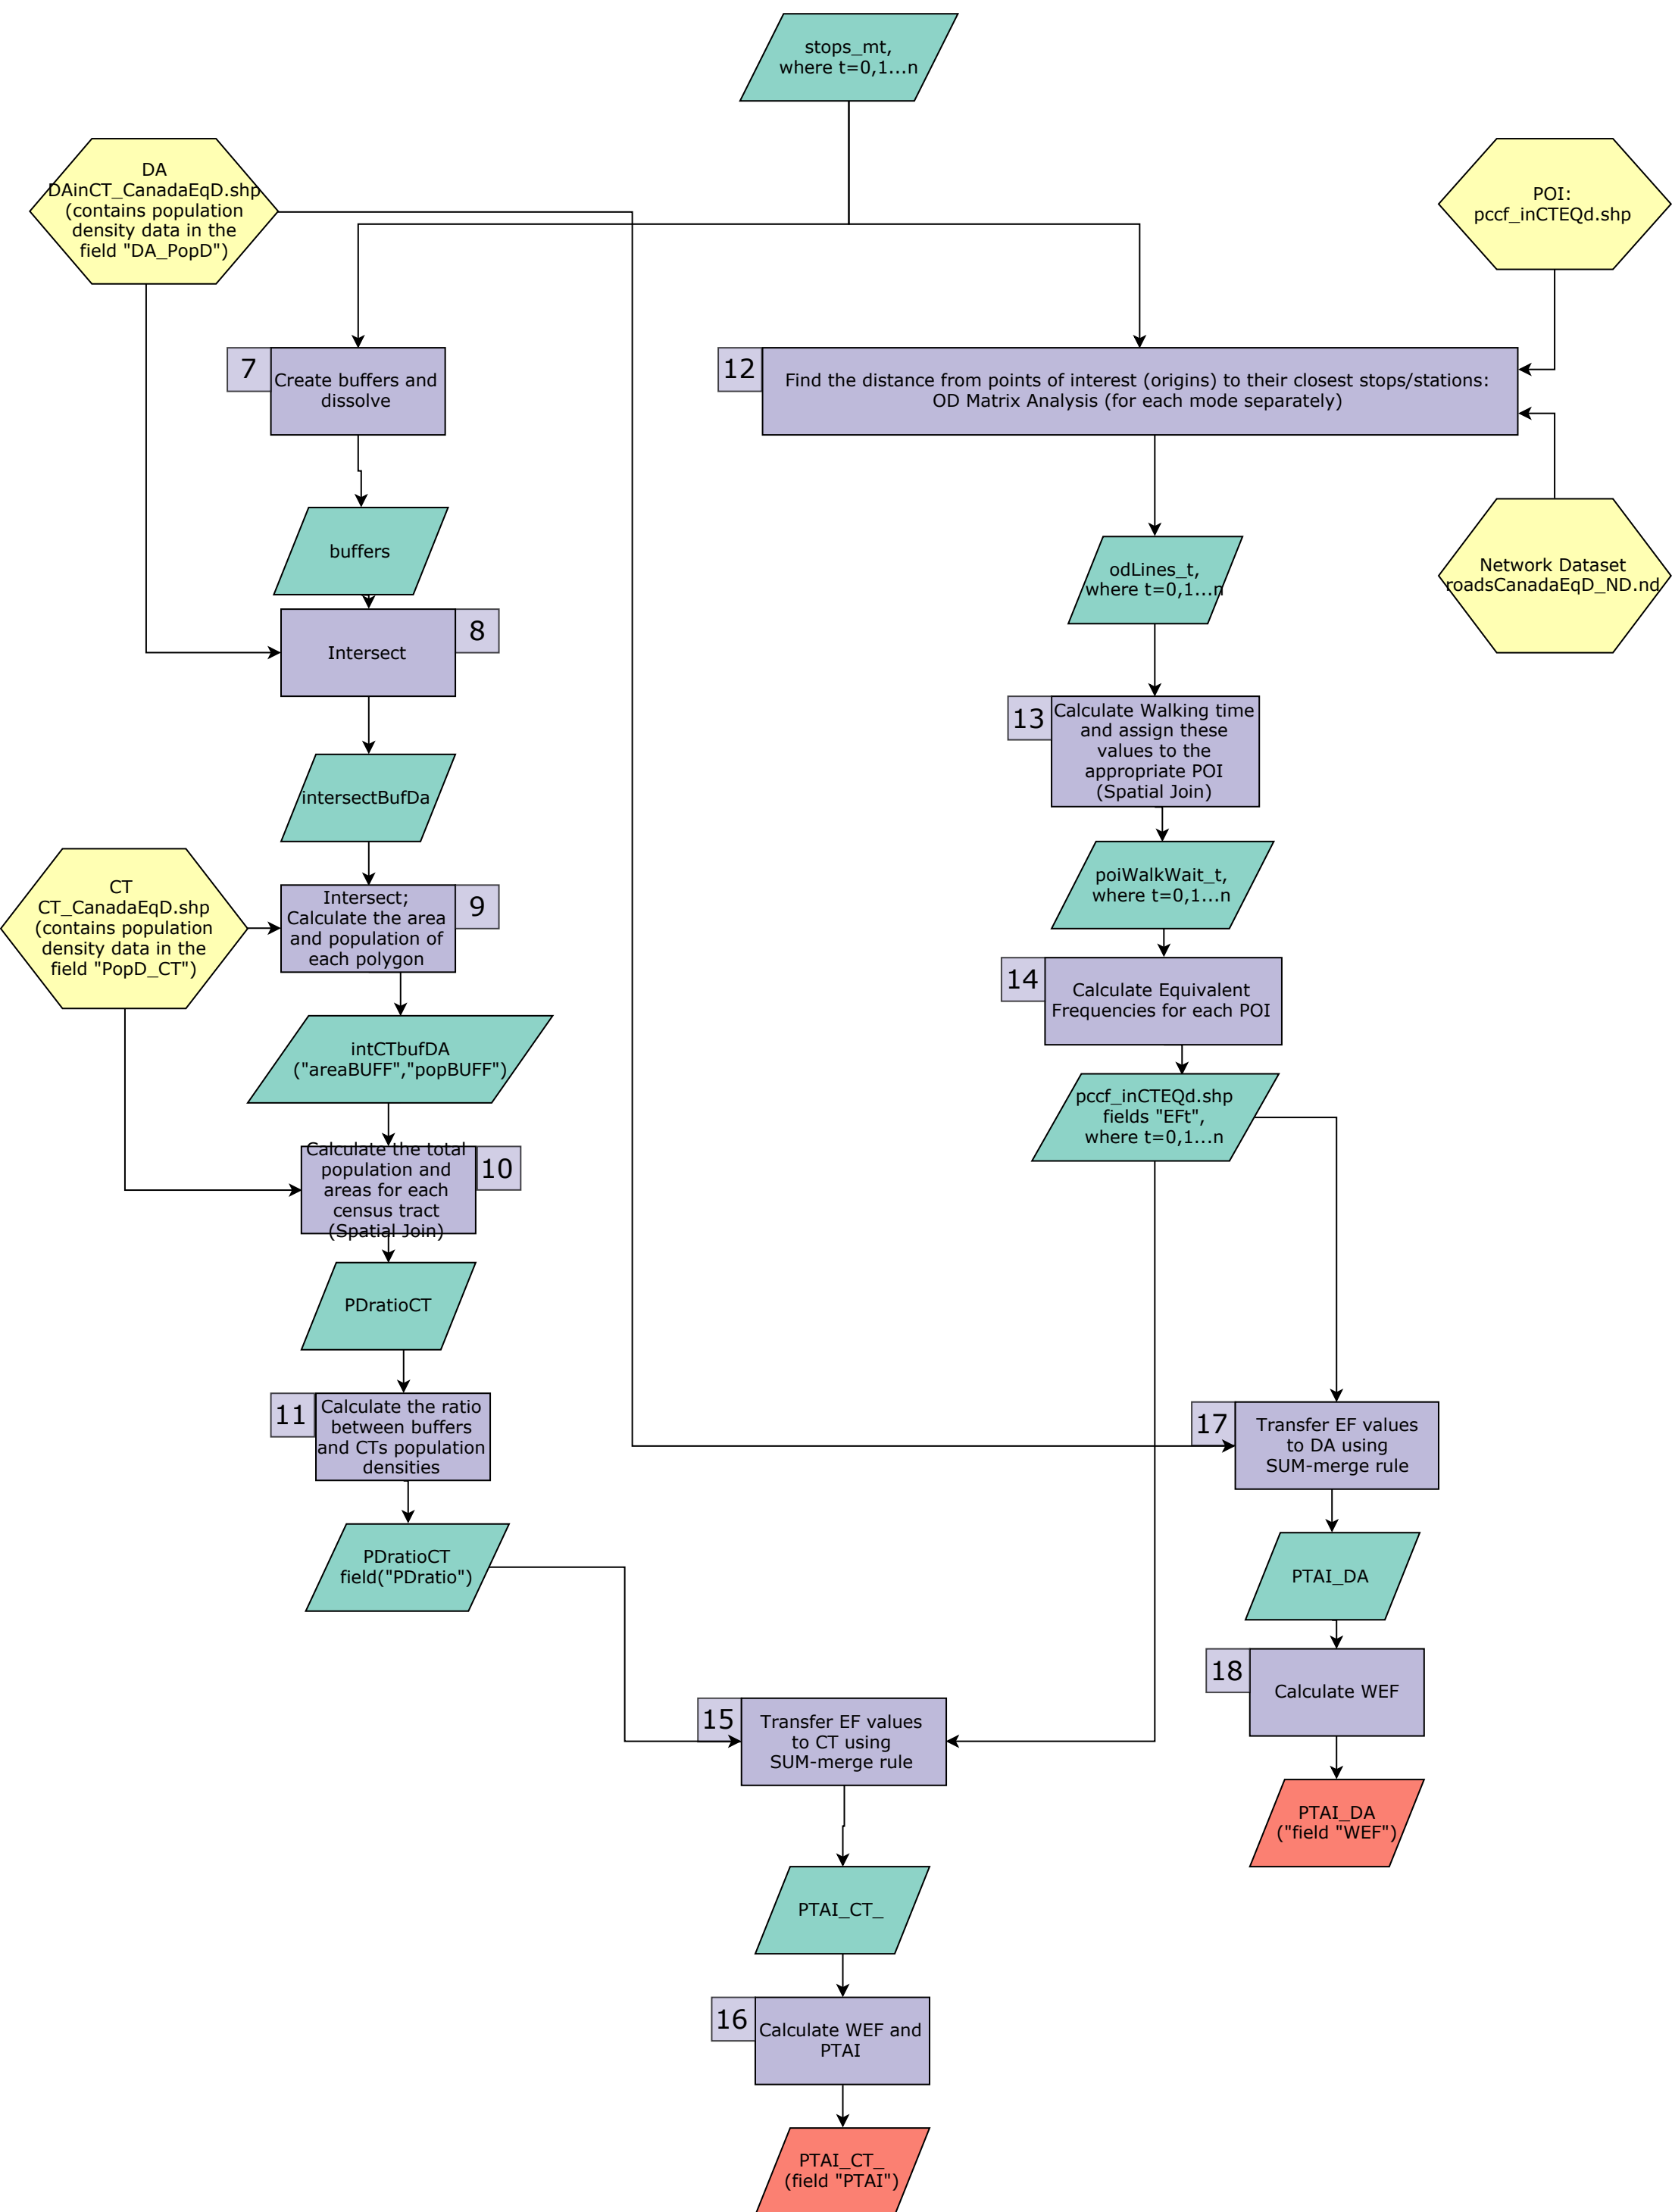 stops_mt,
where t=0,1...n
DA
DAinCT_CanadaEqD.shp
(contains population
density data in the
field "DA_PopD")
POI:
pccf_inCTEQd.shp
7
Create buffers and
dissolve
12
Find the distance from points of interest (origins) to their closest stops/stations:
OD Matrix Analysis (for each mode separately)
buffers
odLines_t,
where t=0,1...n
Network Dataset
roadsCanadaEqD_ND.nd
Intersect
8
13
Calculate Walking time
and assign these
values to the
appropriate POI
(Spatial Join)
intersectBufDa
poiWalkWait_t,
where t=0,1...n
CT
CT_CanadaEqD.shp
(contains population
density data in the
field "PopD_CT")
Intersect;
Calculate the area
and population of
each polygon
9
14
Calculate Equivalent
Frequencies for each POI
intCTbufDA
("areaBUFF","popBUFF")
pccf_inCTEQd.shp
fields "EFt",
where t=0,1...n
Calculate the total
population and
areas for each
census tract
(Spatial Join)
10
PDratioCT
11
Calculate the ratio
between buffers
and CTs population
densities
17
Transfer EF values
to DA using
SUM-merge rule
PDratioCT
field("PDratio")
PTAI_DA
18
Calculate WEF
15
Transfer EF values
to CT using
SUM-merge rule
PTAI_DA
("field "WEF")
PTAI_CT_
16
Calculate WEF and
PTAI
PTAI_CT_
(field "PTAI")